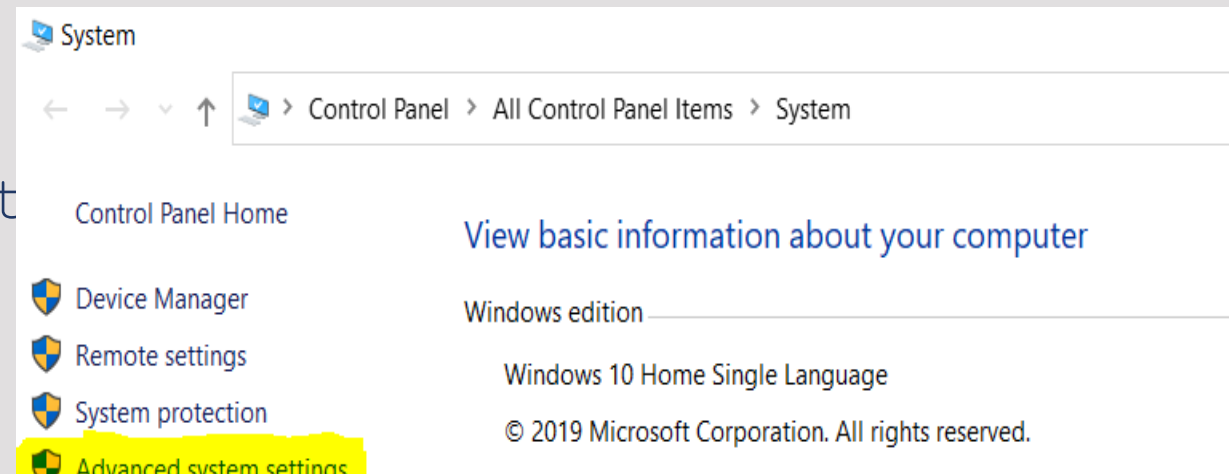 System
Control Panel > All Control Panel Items > System
Control Panel Home
View basic information about your computer
Device Manager
Windows edition
Remote settings
Windows 10 Home Single Language
System protection
© 2019 Microsoft Corporation. All rights reserved.
Advanced system settings